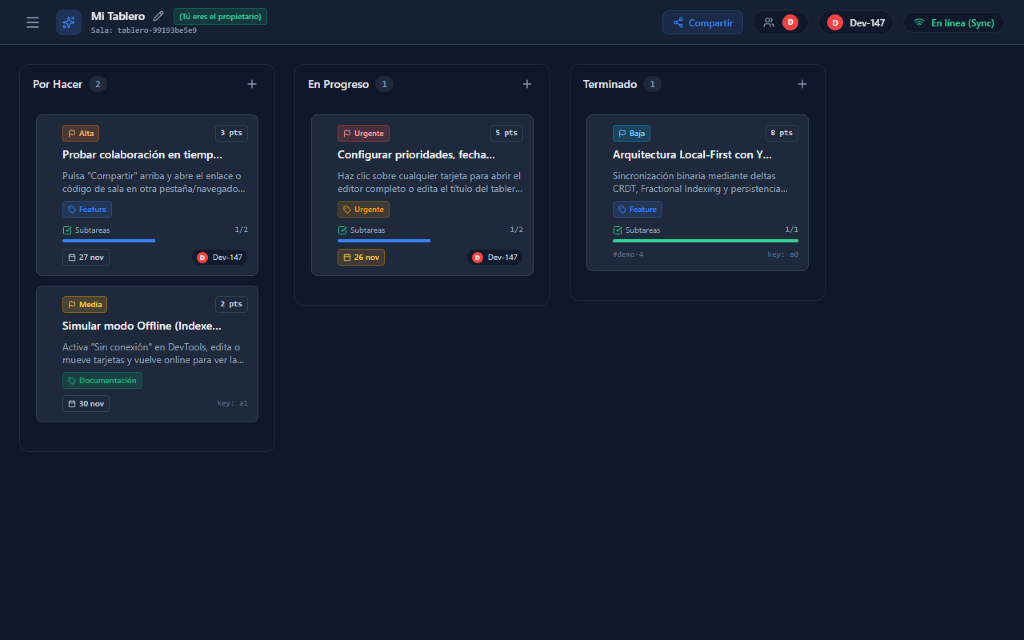 Mi Tablero (Tú eres el propietario)
Sala: tablero-99193be5e9
Compartir
D
D Dev-147
En línea (Sync)
Por Hacer 2 +
Alta 3 pts
Probar colaboración en tiemp...
Pulsa "Compartir" arriba y abre el enlace o
código de sala en otra pestaña/navegado...
Feature
Subtareas 1/2
27 nov D Dev-147
Media 2 pts
Simular modo Offline (Indexe...
Activa "Sin conexión" en DevTools, edita o
mueve tarjetas y vuelve online para ver la...
Documentación
30 nov key: a1
En Progreso 1 +
Urgente 5 pts
Configurar prioridades, fecha...
Haz clic sobre cualquier tarjeta para abrir el
editor completo o edita el título del tabler...
Urgente
Subtareas 1/2
26 nov D Dev-147
Terminado 1 +
Baja 8 pts
Arquitectura Local-First con Y...
Sincronización binaria mediante deltas
CRDT, Fractional Indexing y persistencia...
Feature
Subtareas 1/1
#demo-4 key: a0